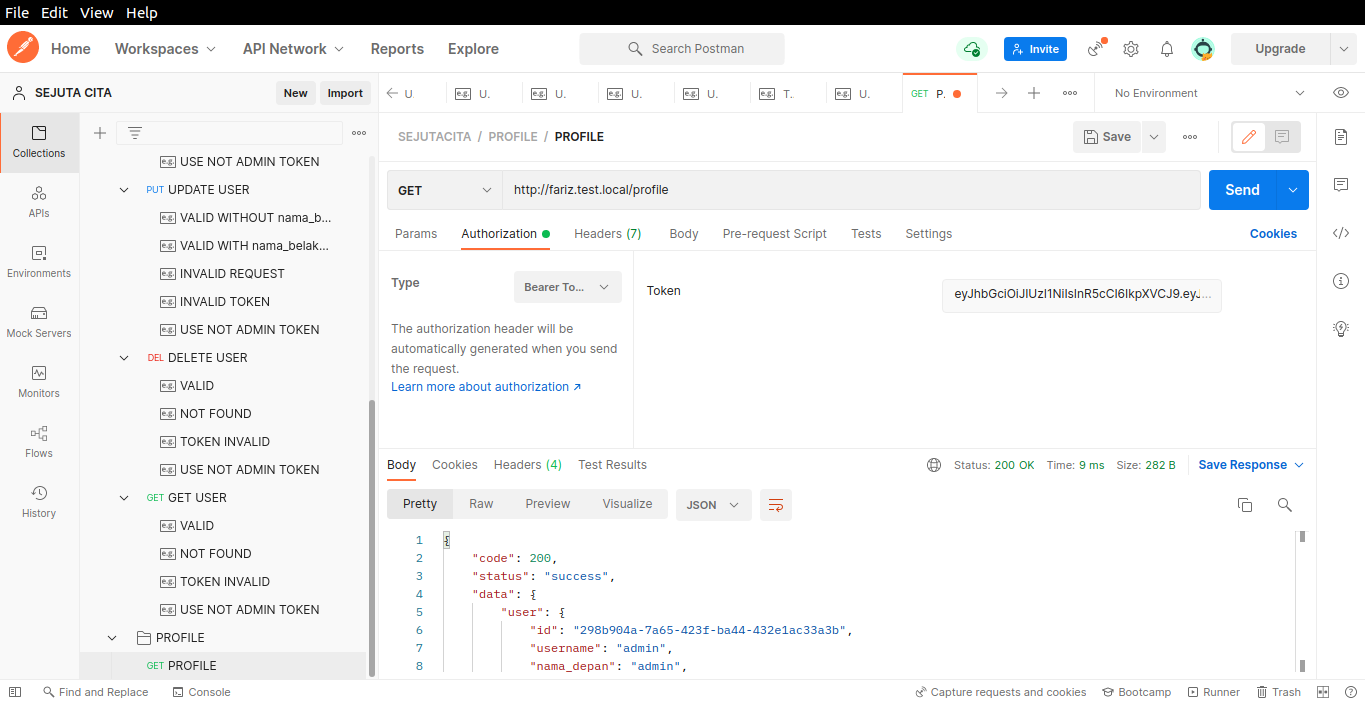 File Edit View Help
Home Workspaces API Network Reports Explore Search Postman Invite Upgrade
SEJUTA CITA New Import
U. e.g. U. e.g. U. e.g. U. e.g. U. e.g. T. e.g. U. GET P. No Environment
Collections
APIs
Environments
Mock Servers
Monitors
Flows
History
e.g. USE NOT ADMIN TOKEN
PUT UPDATE USER
e.g. VALID WITHOUT nama_b...
e.g. VALID WITH nama_belak...
e.g. INVALID REQUEST
e.g. INVALID TOKEN
e.g. USE NOT ADMIN TOKEN
DEL DELETE USER
e.g. VALID
e.g. NOT FOUND
e.g. TOKEN INVALID
e.g. USE NOT ADMIN TOKEN
GET GET USER
e.g. VALID
e.g. NOT FOUND
e.g. TOKEN INVALID
e.g. USE NOT ADMIN TOKEN
PROFILE
GET PROFILE
SEJUTACITA / PROFILE / PROFILE Save
GET http://fariz.test.local/profile Send
Params Authorization Headers (7) Body Pre-request Script Tests Settings Cookies
Type Bearer To...
The authorization header will be
automatically generated when you send
the request.
Learn more about authorization ↗
Token eyJhbGciOiJIUzI1NiIsInR5cCI6IkpXVCJ9.eyJ...
Body Cookies Headers (4) Test Results Status: 200 OK Time: 9 ms Size: 282 B Save Response
Pretty Raw Preview Visualize JSON
1 {
2 "code": 200,
3 "status": "success",
4 "data": {
5 "user": {
6 "id": "298b904a-7a65-423f-ba44-432e1ac33a3b",
7 "username": "admin",
8 "nama_depan": "admin",
Find and Replace Console Capture requests and cookies Bootcamp Runner Trash